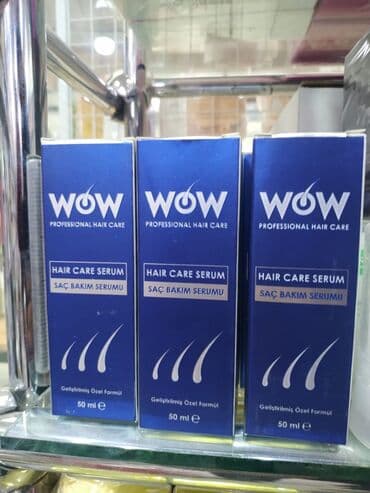 WOW
PROFESSIONAL HAIR CARE
HAIR CARE SERUM
SAÇ BAKIM SERUMU
Geliştirilmiş Özel Formül
50 ml ℮
WOW
PROFESSIONAL HAIR CARE
HAIR CARE SERUM
SAÇ BAKIM SERUMU
Geliştirilmiş Özel Formül
50 ml ℮
WOW
PROFESSIONAL HAIR CARE
HAIR CARE SERUM
SAÇ BAKIM SERUMU
Geliştirilmiş Özel Formül
50 ml ℮